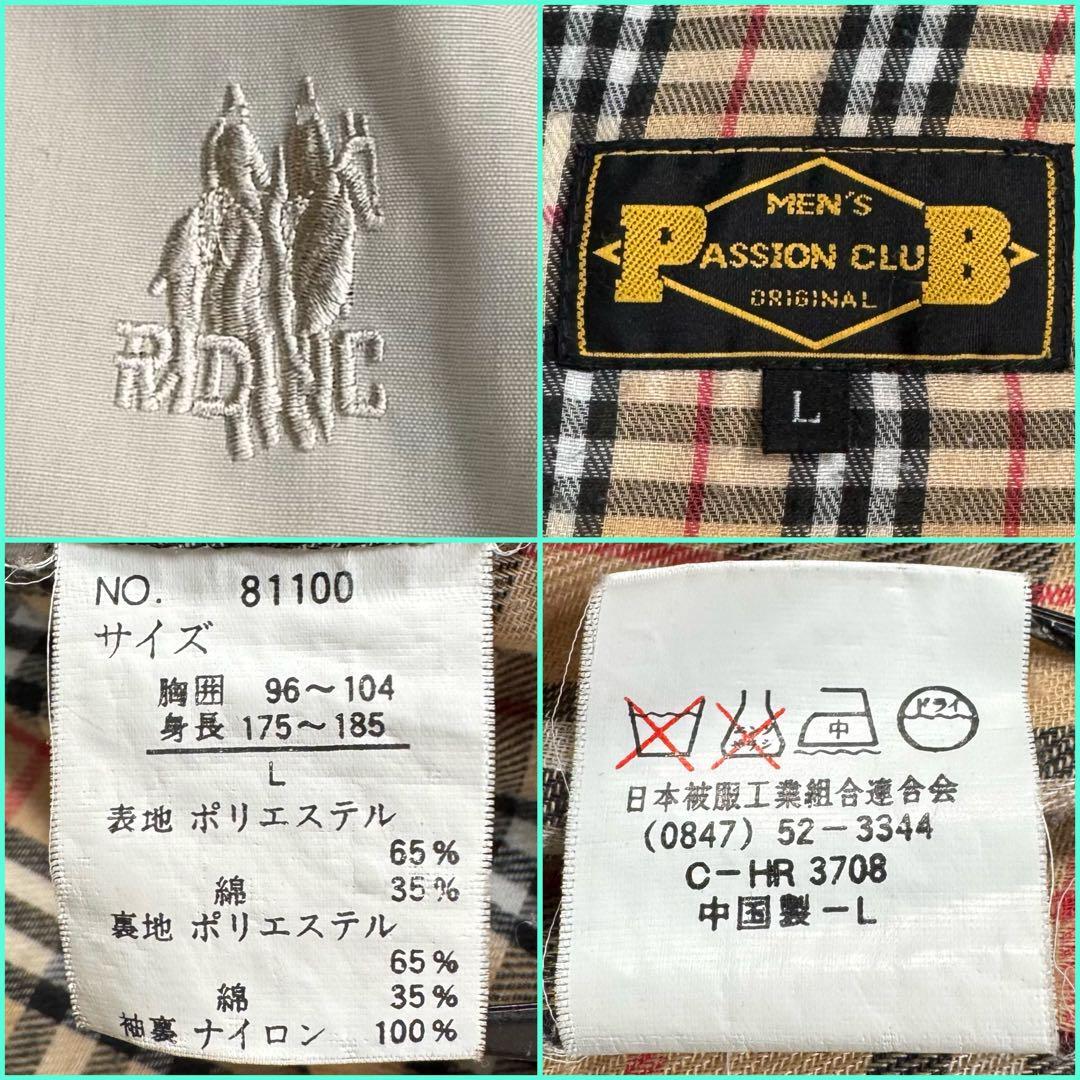 MEN'S
PASSION CLUB
ORIGINAL
L
NO. 81100
サイズ
胸囲 96～104
身長 175～185
L
表地 ポリエステル
65%
綿 35%
裏地 ポリエステル
65%
綿 35%
袖裏 ナイロン 100%
中 ドライ
日本被服工業組合連合会
(0847) 52-3344
C-HR 3708
中国製-L